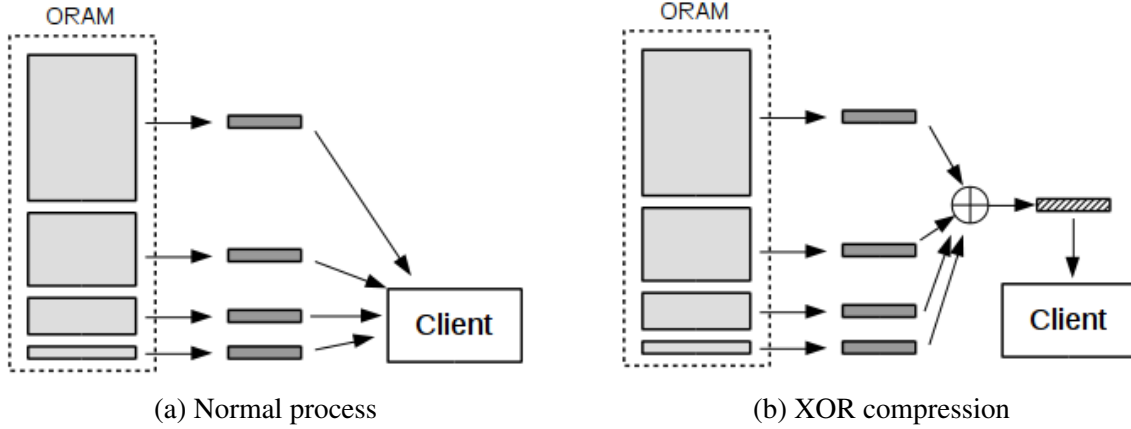 ORAM
Client
(a) Normal process
ORAM
Client
(b) XOR compression